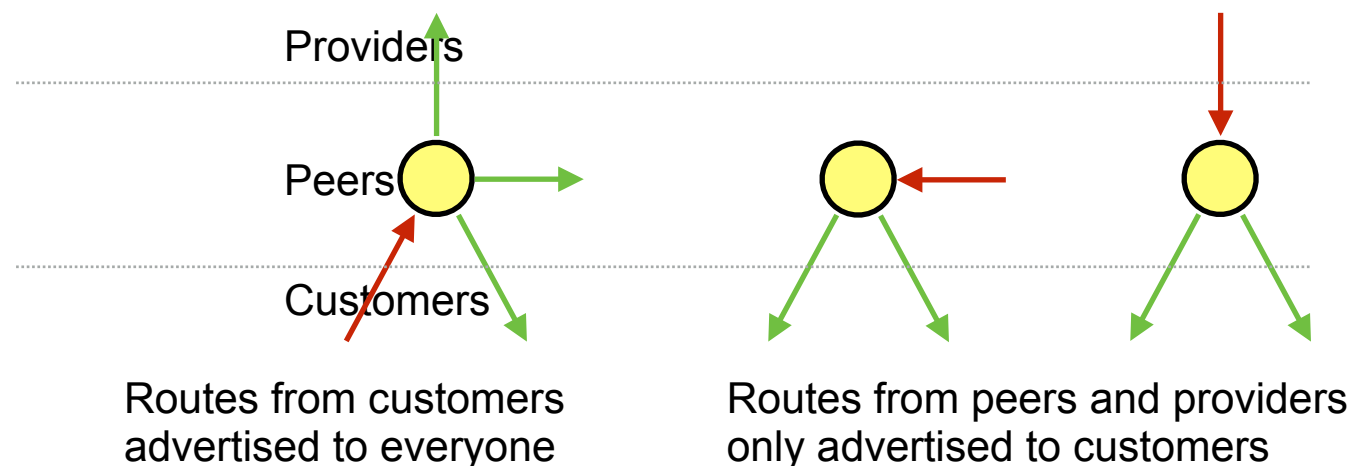 Providers
Peers
Customers
Routes from customers
advertised to everyone
Routes from peers and providers
only advertised to customers